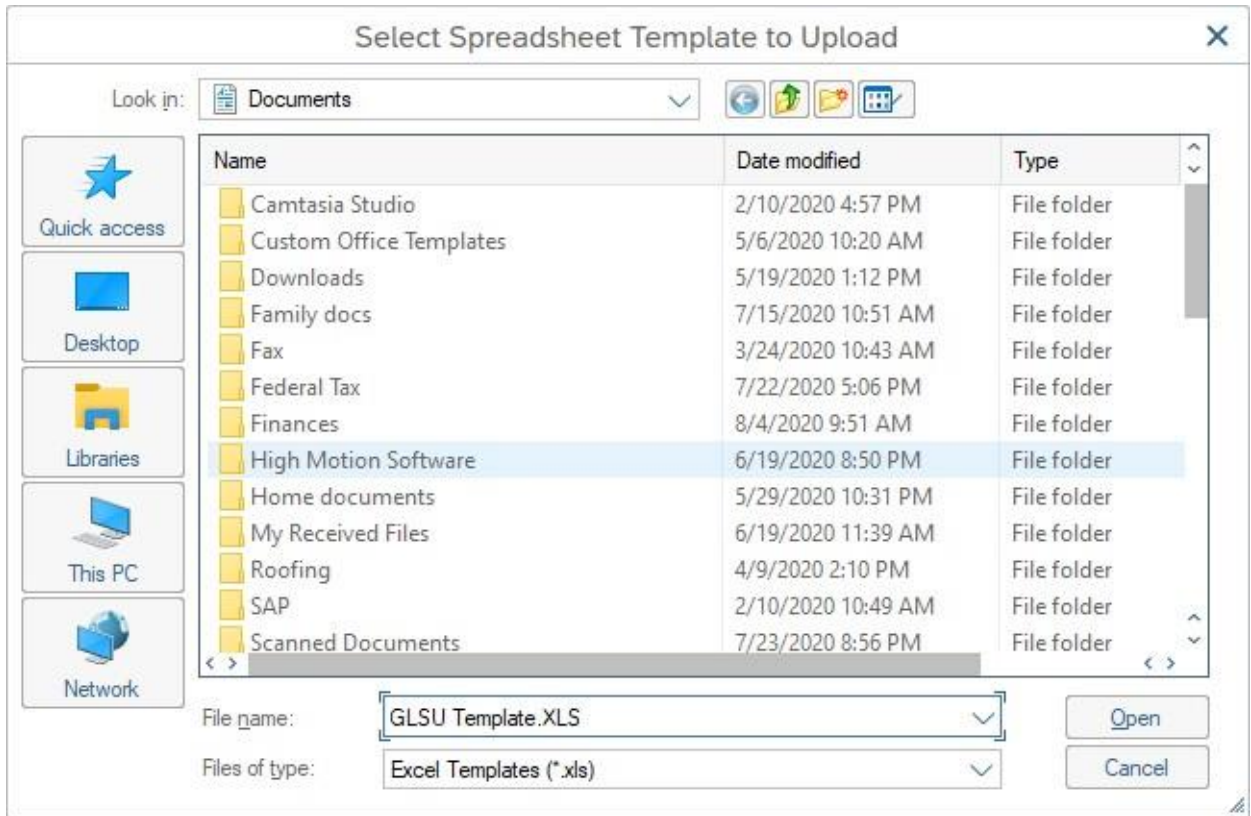 Select Spreadsheet Template to Upload
Look in: Documents
Name Date modified Type
Camtasia Studio 2/10/2020 4:57 PM File folder
Custom Office Templates 5/6/2020 10:20 AM File folder
Downloads 5/19/2020 1:12 PM File folder
Family docs 7/15/2020 10:51 AM File folder
Fax 3/24/2020 10:43 AM File folder
Federal Tax 7/22/2020 5:06 PM File folder
Finances 8/4/2020 9:51 AM File folder
High Motion Software 6/19/2020 8:50 PM File folder
Home documents 5/29/2020 10:31 PM File folder
My Received Files 6/19/2020 11:39 AM File folder
Roofing 4/9/2020 2:10 PM File folder
SAP 2/10/2020 10:49 AM File folder
Scanned Documents 7/23/2020 8:56 PM File folder
Quick access
Desktop
Libraries
This PC
Network
File name: GLSU Template.XLS Open
Files of type: Excel Templates (*.xls) Cancel